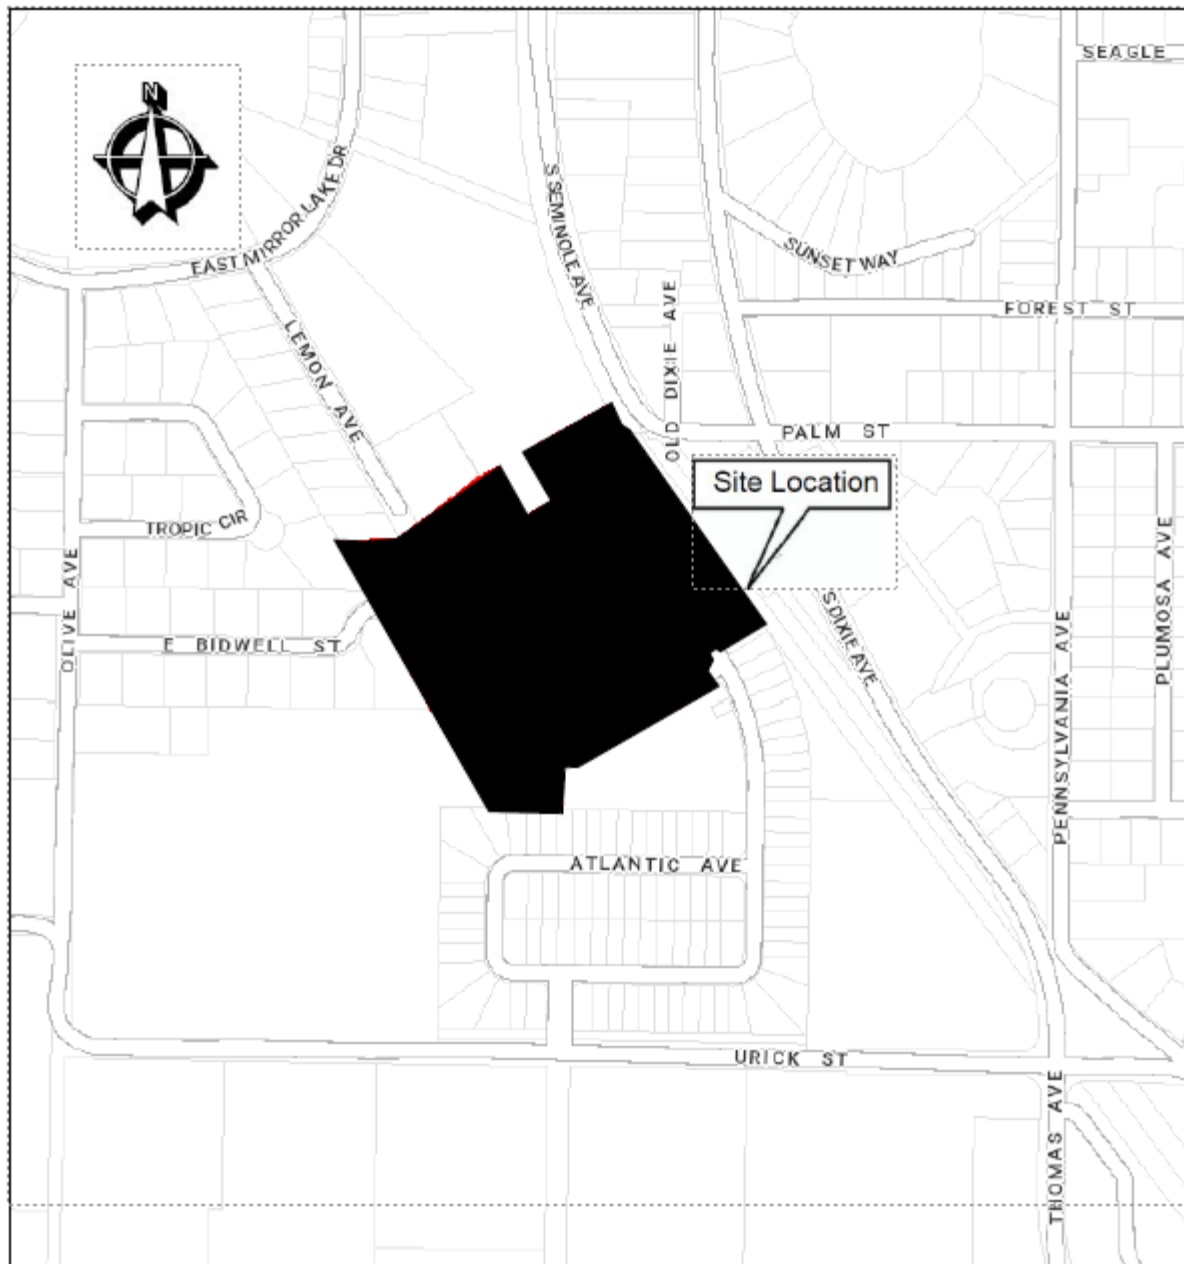 SEAGLE
N
S SEMINOLE AVE
EAST MIRROR LAKE DR
SUNSET WAY
OLD DIXIE AVE
FOREST ST
LEMON AVE
PALM ST
Site Location
TROPIC CIR
OLIVE AVE
PLUMOSA AVE
E BIDWELL ST
S DIXIE AVE
PENNSYLVANIA AVE
ATLANTIC AVE
URICK ST
THOMAS AVE